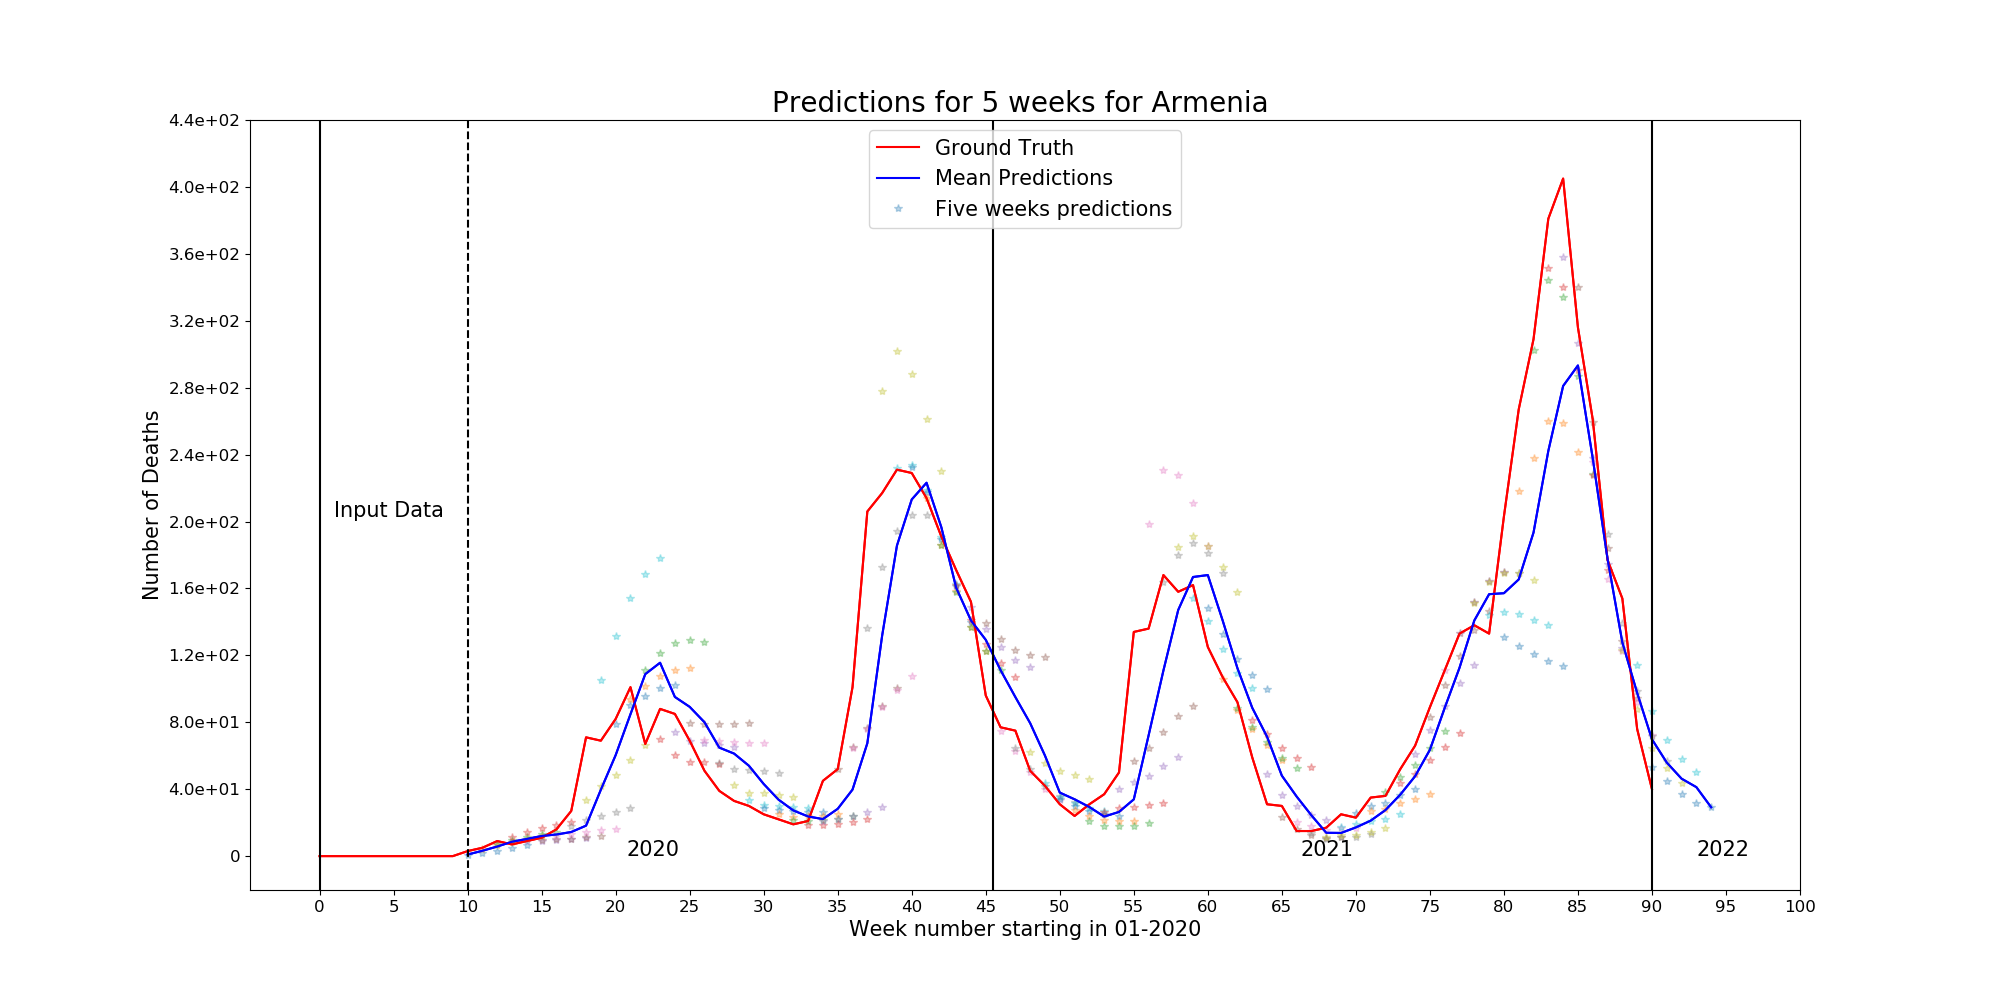 Predictions for 5 weeks for Armenia
4.4e+02
4.0e+02
3.6e+02
3.2e+02
2.8e+02
2.4e+02
2.0e+02
1.6e+02
1.2e+02
8.0e+01
4.0e+01
0
Number of Deaths
Ground Truth
Mean Predictions
Five weeks predictions
Input Data
2020
2021
2022
0 5 10 15 20 25 30 35 40 45 50 55 60 65 70 75 80 85 90 95 100
Week number starting in 01-2020